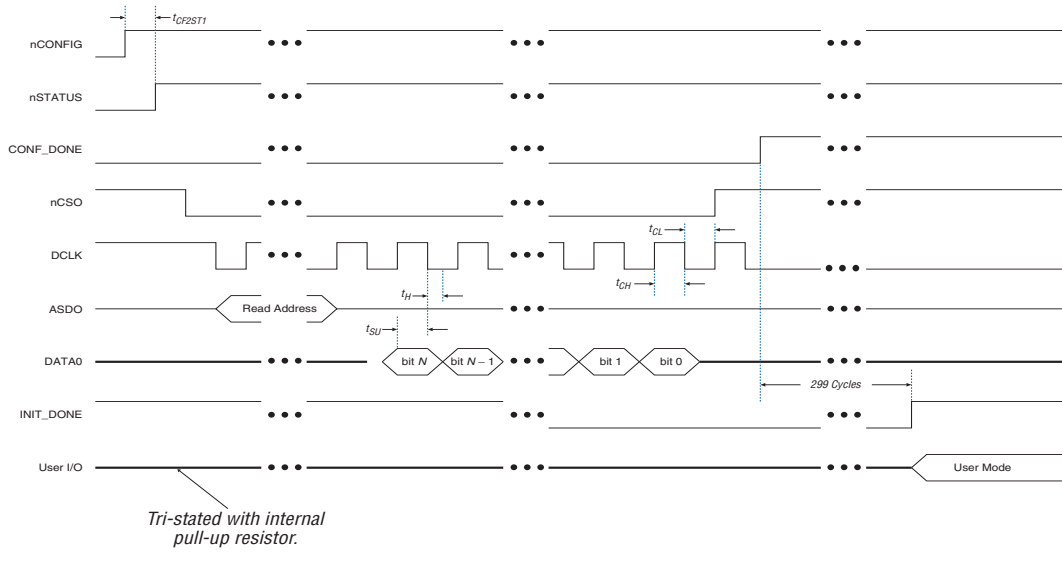 tCF2ST1
nCONFIG
nSTATUS
CONF_DONE
nCSO
tCL
DCLK
tCH
tH
ASDO
Read Address
tSU
DATA0
bit N
bit N – 1
bit 1
bit 0
299 Cycles
INIT_DONE
User I/O
User Mode
Tri-stated with internal
pull-up resistor.